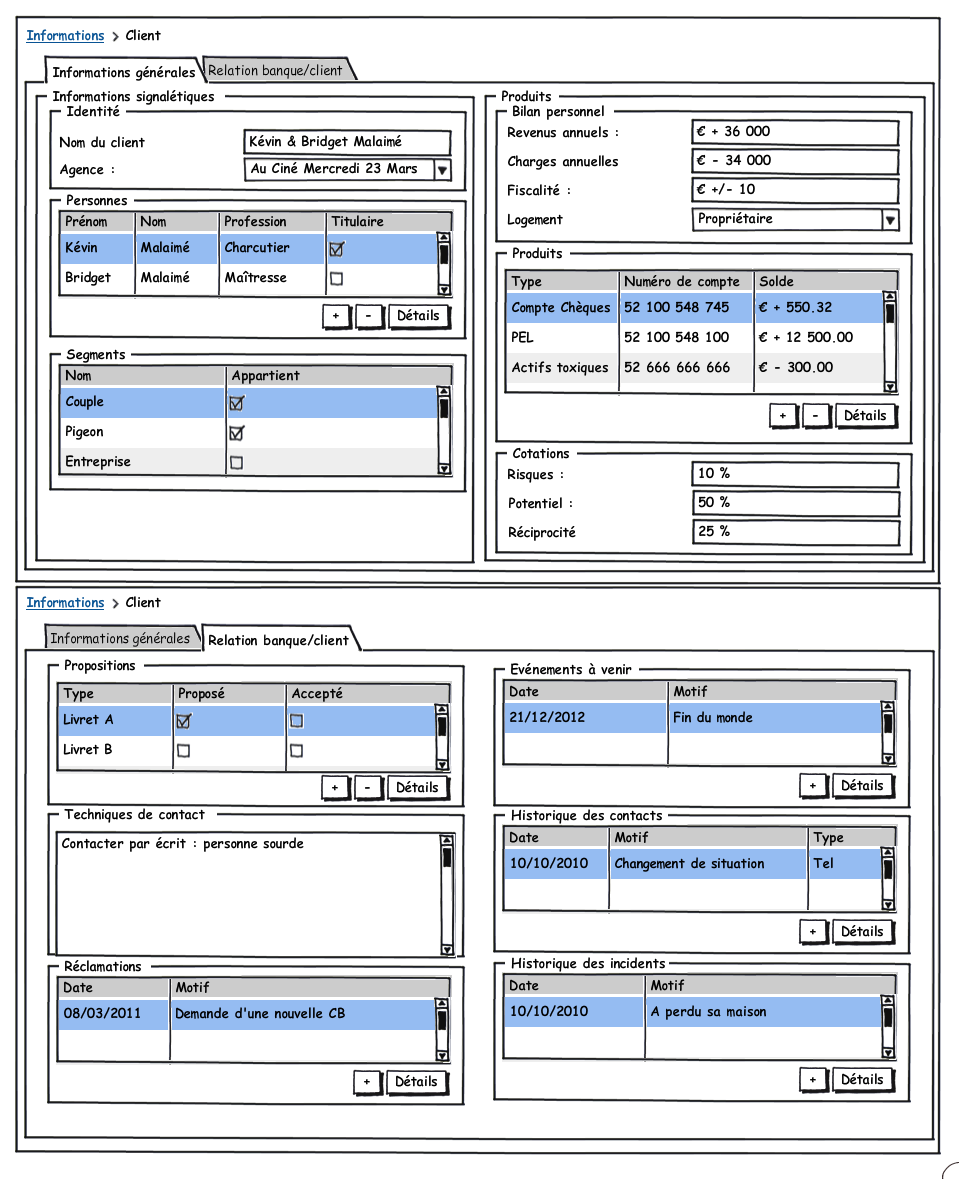 Informations > Client
Informations générales Relation banque/client
Informations signalétiques
Identité
Nom du client Kévin & Bridget Malaimé
Agence : Au Ciné Mercredi 23 Mars
Personnes
Prénom Nom Profession Titulaire
Kévin Malaimé Charcutier
Bridget Malaimé Maîtresse
+ - Détails
Segments
Nom Appartient
Couple
Pigeon
Entreprise
Produits
Bilan personnel
Revenus annuels : € + 36 000
Charges annuelles € - 34 000
Fiscalité : € +/- 10
Logement Propriétaire
Produits
Type Numéro de compte Solde
Compte Chèques 52 100 548 745 € + 550.32
PEL 52 100 548 100 € + 12 500.00
Actifs toxiques 52 666 666 666 € - 300.00
+ - Détails
Cotations
Risques : 10 %
Potentiel : 50 %
Réciprocité 25 %
Informations > Client
Informations générales Relation banque/client
Propositions
Type Proposé Accepté
Livret A
Livret B
+ - Détails
Techniques de contact
Contacter par écrit : personne sourde
Réclamations
Date Motif
08/03/2011 Demande d'une nouvelle CB
+ Détails
Evénements à venir
Date Motif
21/12/2012 Fin du monde
+ Détails
Historique des contacts
Date Motif Type
10/10/2010 Changement de situation Tel
+ Détails
Historique des incidents
Date Motif
10/10/2010 A perdu sa maison
+ Détails